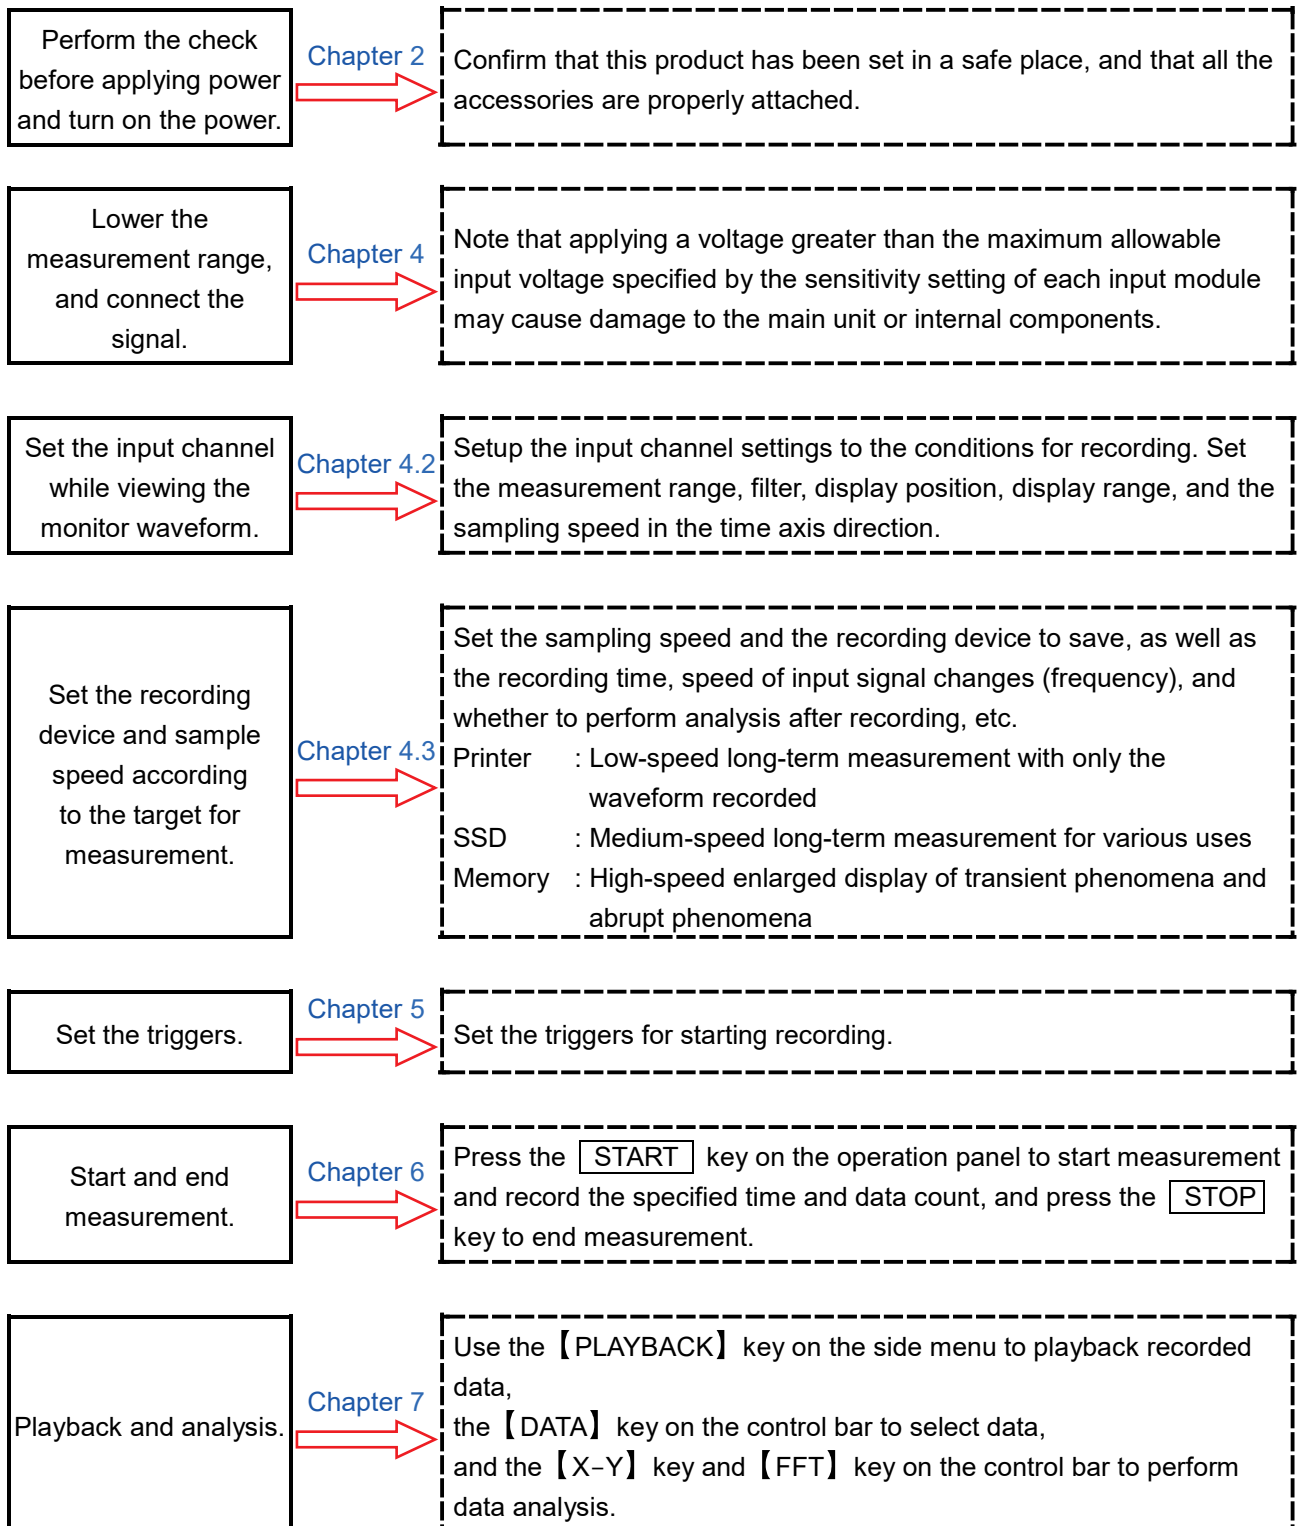 Perform the check
before applying power
and turn on the power.
Chapter 2
Confirm that this product has been set in a safe place, and that all the
accessories are properly attached.
Lower the
measurement range,
and connect the
signal.
Chapter 4
Note that applying a voltage greater than the maximum allowable
input voltage specified by the sensitivity setting of each input module
may cause damage to the main unit or internal components.
Set the input channel
while viewing the
monitor waveform.
Chapter 4.2
Setup the input channel settings to the conditions for recording. Set
the measurement range, filter, display position, display range, and the
sampling speed in the time axis direction.
Set the recording
device and sample
speed according
to the target for
measurement.
Chapter 4.3
Set the sampling speed and the recording device to save, as well as
the recording time, speed of input signal changes (frequency), and
whether to perform analysis after recording, etc.
Printer : Low-speed long-term measurement with only the
waveform recorded
SSD : Medium-speed long-term measurement for various uses
Memory : High-speed enlarged display of transient phenomena and
abrupt phenomena
Set the triggers.
Chapter 5
Set the triggers for starting recording.
Start and end
measurement.
Chapter 6
Press the START key on the operation panel to start measurement
and record the specified time and data count, and press the STOP
key to end measurement.
Playback and analysis.
Chapter 7
Use the【PLAYBACK】key on the side menu to playback recorded
data,
the【DATA】key on the control bar to select data,
and the【X−Y】key and【FFT】key on the control bar to perform
data analysis.